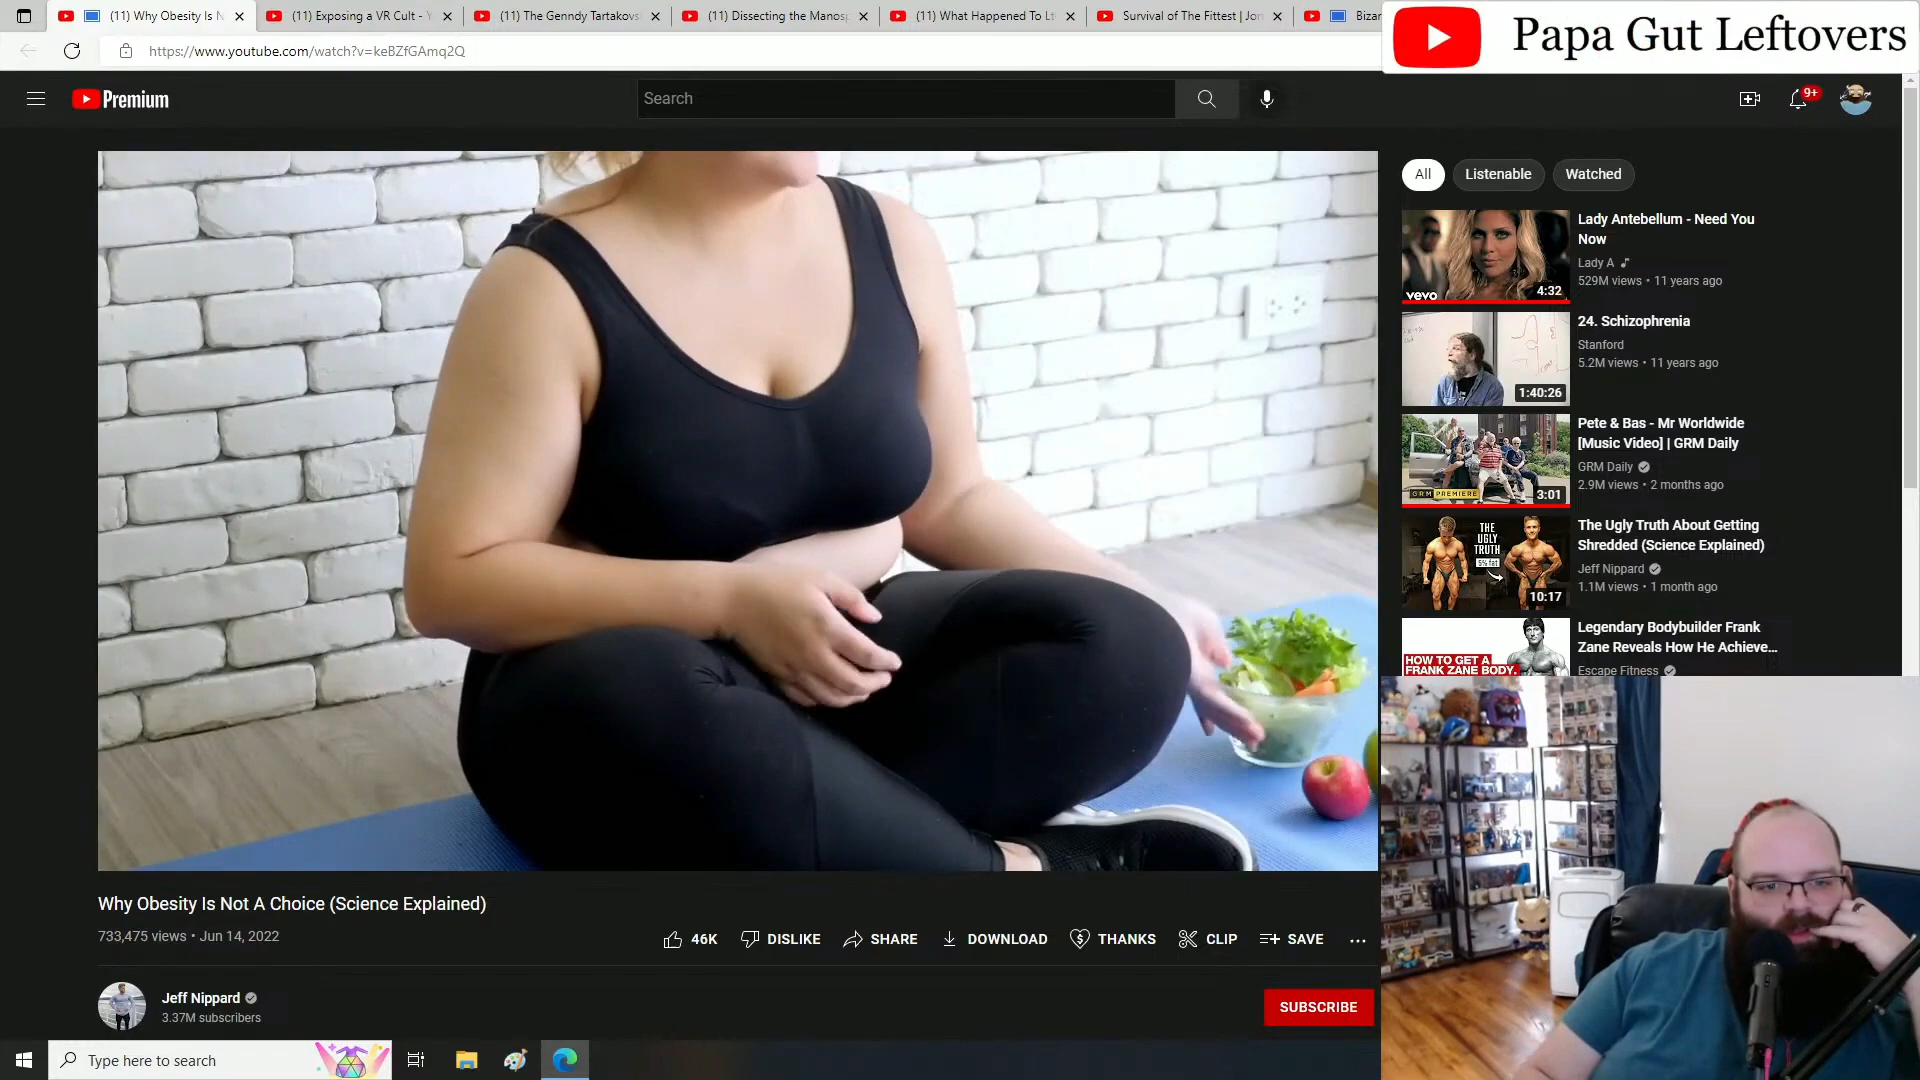 (11) Why Obesity Is N
(11) Exposing a VR Cult - Y
(11) The Genndy Tartakovs
(11) Dissecting the Manosp
(11) What Happened To Lt
Survival of The Fittest | Jon
Bizar
Papa Gut Leftovers
https://www.youtube.com/watch?v=keBZfGAmq2Q
Premium
Search
9+
All
Listenable
Watched
Lady Antebellum - Need You
Now
Lady A
529M views • 11 years ago
vevo
4:32
24. Schizophrenia
Stanford
5.2M views • 11 years ago
1:40:26
Pete & Bas - Mr Worldwide
[Music Video] | GRM Daily
GRM Daily
2.9M views • 2 months ago
GRM PREMIERE
3:01
The Ugly Truth About Getting
Shredded (Science Explained)
Jeff Nippard
1.1M views • 1 month ago
THE
UGLY
TRUTH
5% fat
10:17
Legendary Bodybuilder Frank
Zane Reveals How He Achieve...
Escape Fitness
HOW TO GET A
FRANK ZANE BODY.
Why Obesity Is Not A Choice (Science Explained)
733,475 views • Jun 14, 2022
46K
DISLIKE
SHARE
DOWNLOAD
THANKS
CLIP
SAVE
Jeff Nippard
3.37M subscribers
SUBSCRIBE
Type here to search